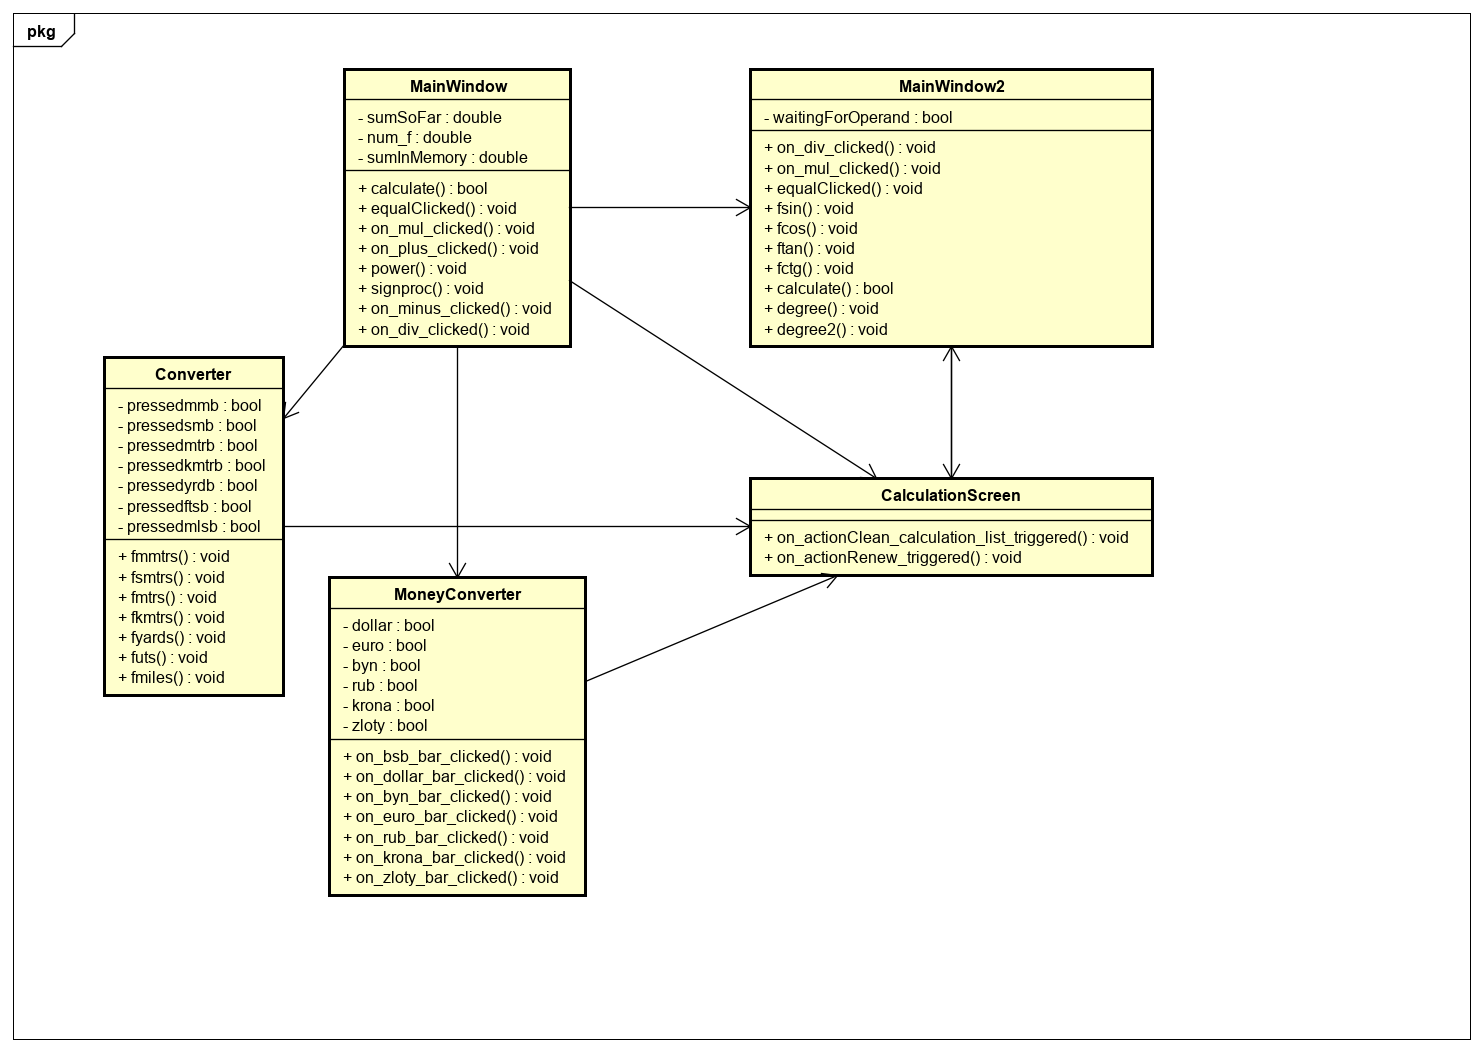 pkg
MainWindow
- sumSoFar : double
- num_f : double
- sumInMemory : double
+ calculate() : bool
+ equalClicked() : void
+ on_mul_clicked() : void
+ on_plus_clicked() : void
+ power() : void
+ signproc() : void
+ on_minus_clicked() : void
+ on_div_clicked() : void
MainWindow2
- waitingForOperand : bool
+ on_div_clicked() : void
+ on_mul_clicked() : void
+ equalClicked() : void
+ fsin() : void
+ fcos() : void
+ ftan() : void
+ fctg() : void
+ calculate() : bool
+ degree() : void
+ degree2() : void
Converter
- pressedmmb : bool
- pressedsmb : bool
- pressedmtrb : bool
- pressedkmtrb : bool
- pressedyrdb : bool
- pressedftsb : bool
- pressedmlsb : bool
+ fmmtrs() : void
+ fsmtrs() : void
+ fmtrs() : void
+ fkmtrs() : void
+ fyards() : void
+ futs() : void
+ fmiles() : void
CalculationScreen
+ on_actionClean_calculation_list_triggered() : void
+ on_actionRenew_triggered() : void
MoneyConverter
- dollar : bool
- euro : bool
- byn : bool
- rub : bool
- krona : bool
- zloty : bool
+ on_bsb_bar_clicked() : void
+ on_dollar_bar_clicked() : void
+ on_byn_bar_clicked() : void
+ on_euro_bar_clicked() : void
+ on_rub_bar_clicked() : void
+ on_krona_bar_clicked() : void
+ on_zloty_bar_clicked() : void